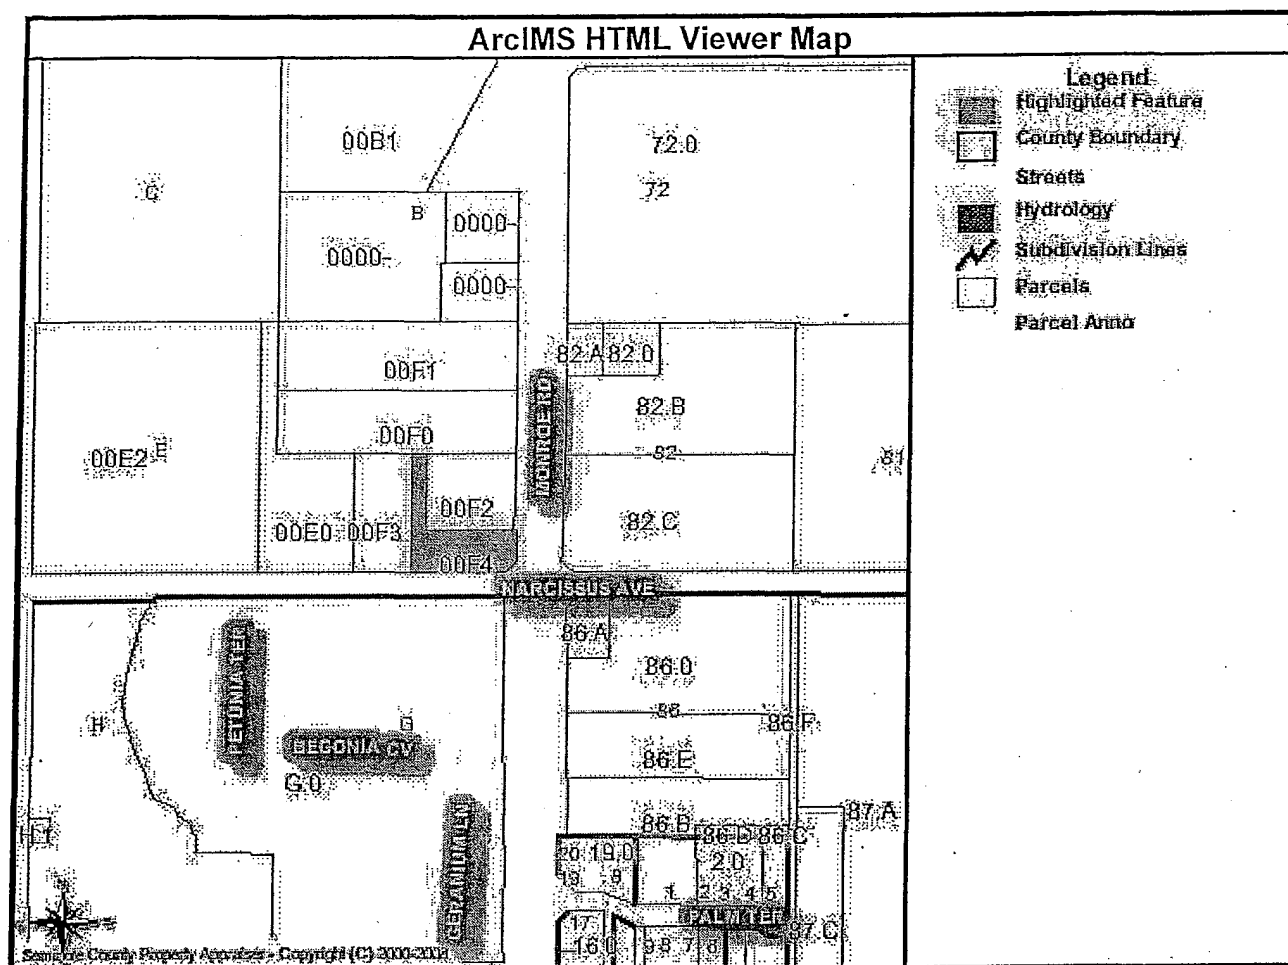 ArcIMS HTML Viewer Map
Legend
Highlighted Feature
County Boundary
Streets
Hydrology
Subdivision Lines
Parcels
Parcel Anno
00B1
72.0
C
72
B
0000-
0000-
0000-
82.A 82.0
00F1
MONROE RD
82.B
00F0
82
00E2 E
81
00F2
82.C
00E0 00F3
00F4
NARCISSUS AVE
86.A
PETUNIA TER
86.0
86
H
G
86.F
BEGONIA CV
86.E
G.0
87.A
86.B
86.D 86.C
GERANIUM LN
20 19.0
2.0
19
1 2 3 4 5
PALM TER
87.C
17
16.0
9 8 7 6
Seminole County Property Appraiser - Copyright (C) 2000-